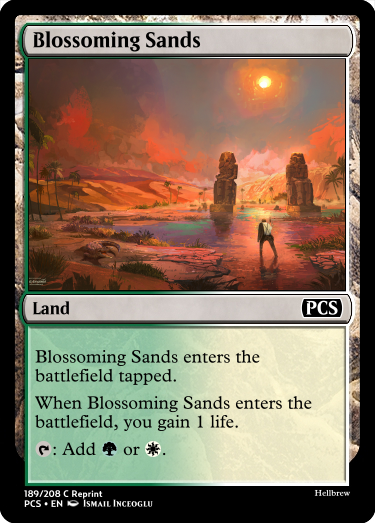 Blossoming Sands
Land
PCS
Blossoming Sands enters the
battlefield tapped.
When Blossoming Sands enters the
battlefield, you gain 1 life.
: Add or .
189/208 C Reprint
Hellbrew
PCS • EN Ismail Inceoglu